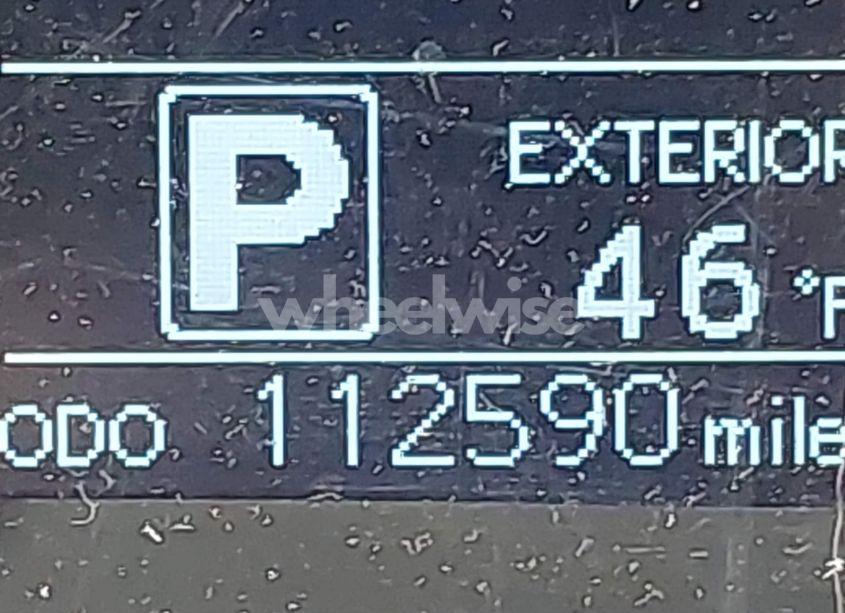 P
EXTERIOR
46 °F
wheelwise
ODO 112590 mile